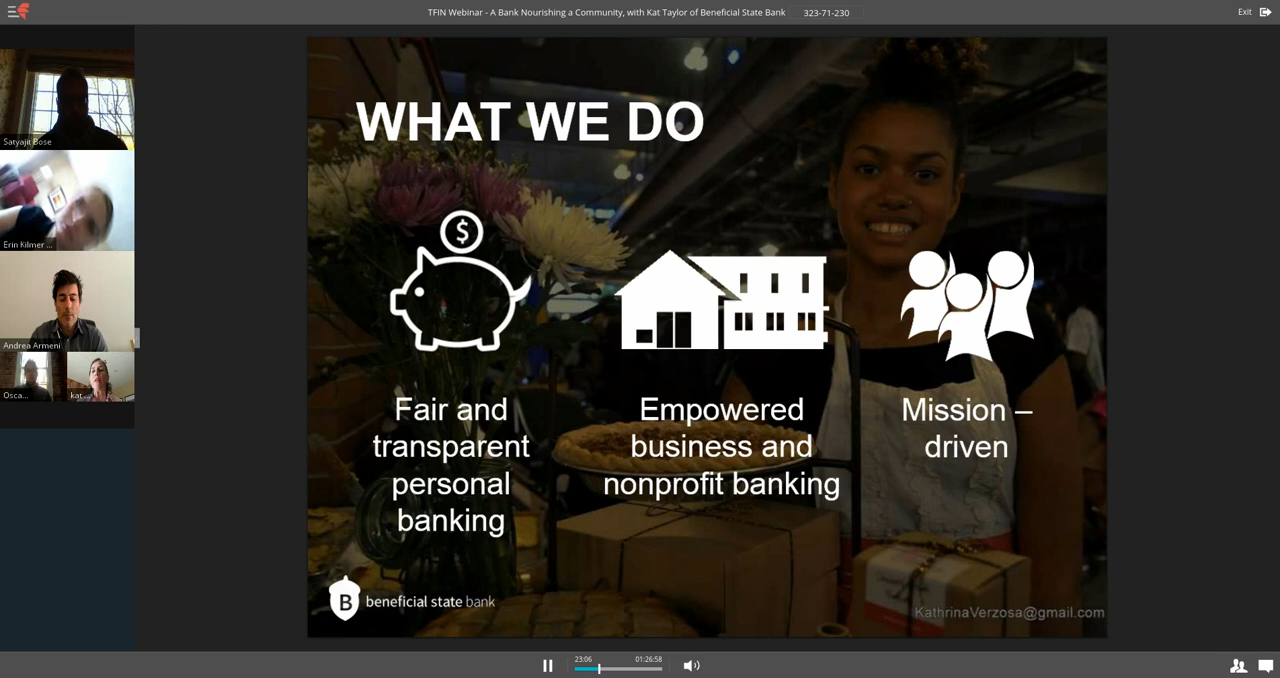 TFIN Webinar - A Bank Nourishing a Community, with Kat Taylor of Beneficial State Bank
323-71-230
Exit
Satyajit Bose
Erin Kilmer ...
Andrea Armeni
Osca...
kat ...
WHAT WE DO
$
Fair and
transparent
personal
banking
Empowered
business and
nonprofit banking
Mission –
driven
B
beneficial state bank
KathrinaVerzosa@gmail.com
23:06
01:26:58